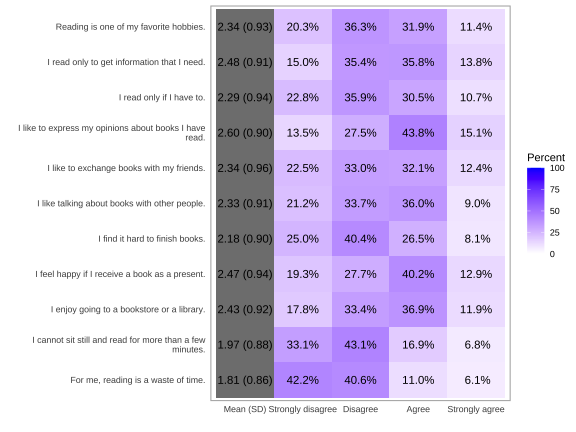 Reading is one of my favorite hobbies. 2.34 (0.93) 20.3% 36.3% 31.9% 11.4%
I read only to get information that I need. 2.48 (0.91) 15.0% 35.4% 35.8% 13.8%
I read only if I have to. 2.29 (0.94) 22.8% 35.9% 30.5% 10.7%
I like to express my opinions about books I have
read. 2.60 (0.90) 13.5% 27.5% 43.8% 15.1%
I like to exchange books with my friends. 2.34 (0.96) 22.5% 33.0% 32.1% 12.4%
I like talking about books with other people. 2.33 (0.91) 21.2% 33.7% 36.0% 9.0%
I find it hard to finish books. 2.18 (0.90) 25.0% 40.4% 26.5% 8.1%
I feel happy if I receive a book as a present. 2.47 (0.94) 19.3% 27.7% 40.2% 12.9%
I enjoy going to a bookstore or a library. 2.43 (0.92) 17.8% 33.4% 36.9% 11.9%
I cannot sit still and read for more than a few
minutes. 1.97 (0.88) 33.1% 43.1% 16.9% 6.8%
For me, reading is a waste of time. 1.81 (0.86) 42.2% 40.6% 11.0% 6.1%
Mean (SD) Strongly disagree Disagree Agree Strongly agree
Percent
100
75
50
25
0